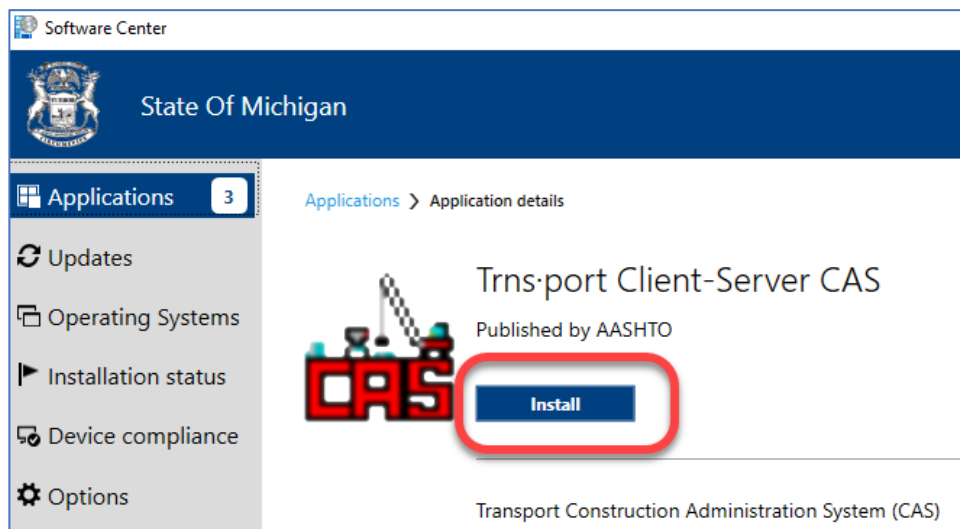 Software Center
State Of Michigan
Applications 3
Updates
Operating Systems
Installation status
Device compliance
Options
Applications ❯ Application details
CAS
Trns·port Client-Server CAS
Published by AASHTO
Install
Transport Construction Administration System (CAS)